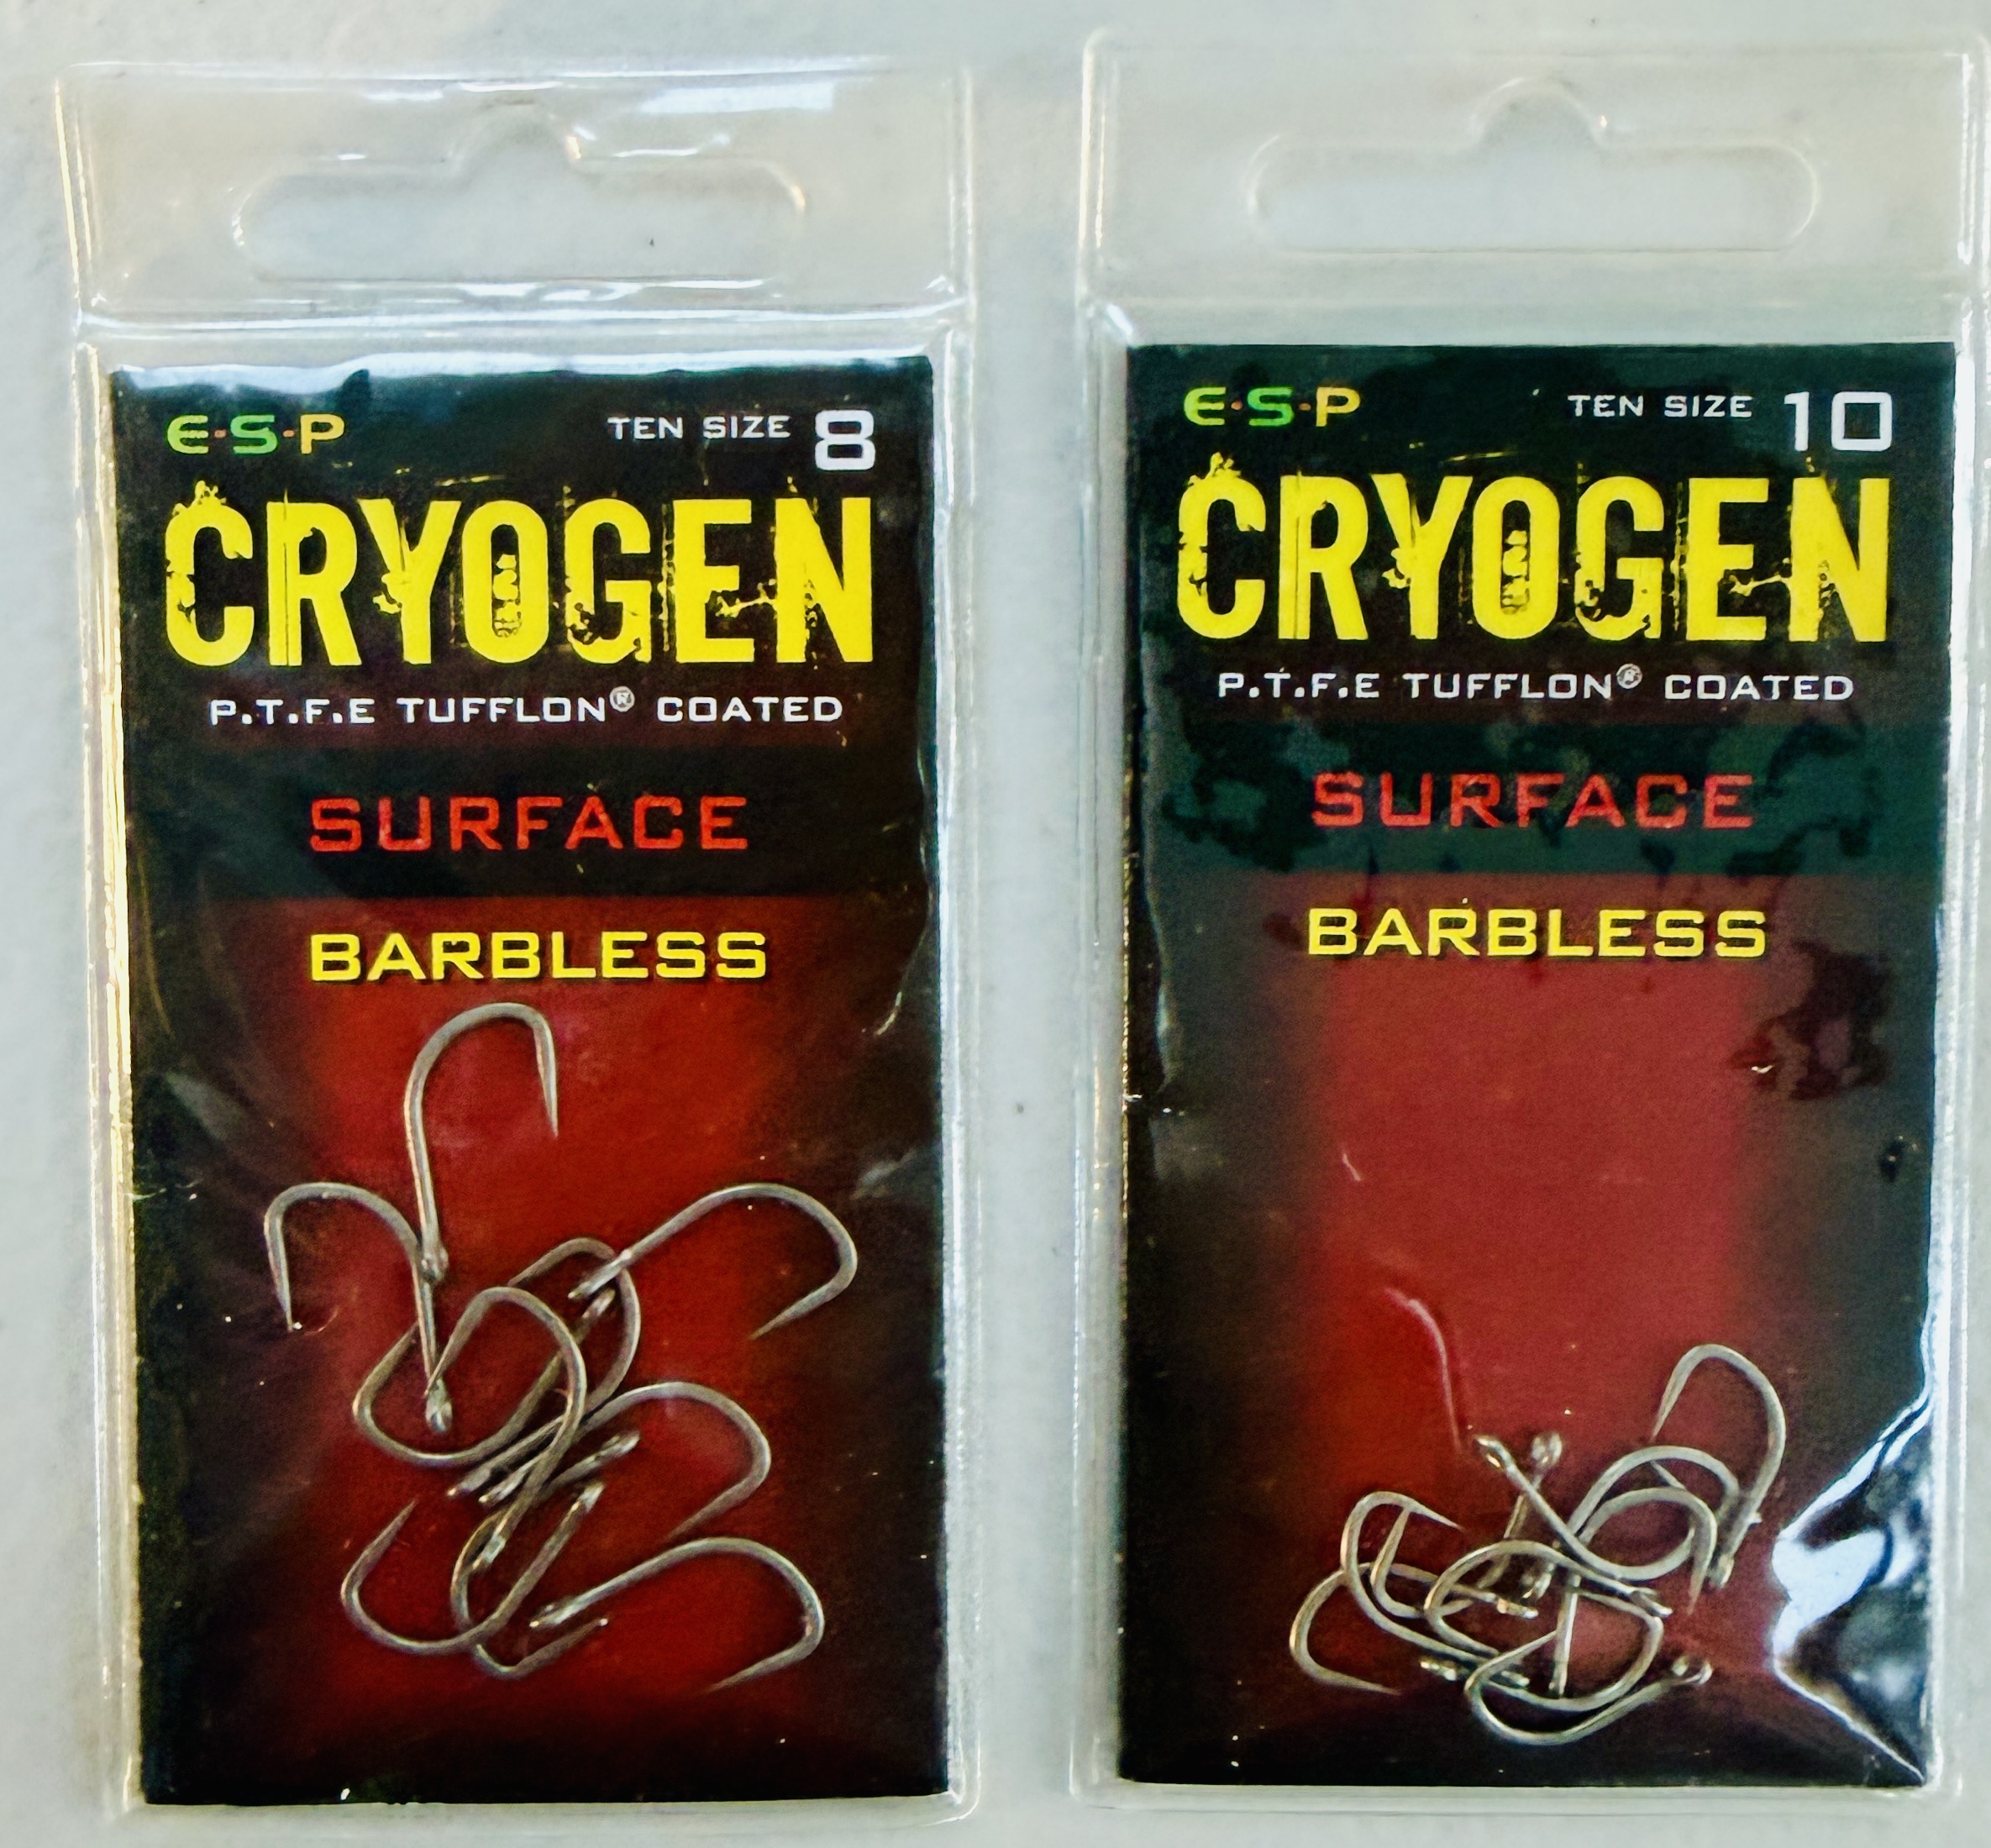 E·S·P TEN SIZE 8
CRYOGEN
P.T.F.E TUFFLON® COATED
SURFACE
BARBLESS
E·S·P TEN SIZE 10
CRYOGEN
P.T.F.E TUFFLON® COATED
SURFACE
BARBLESS